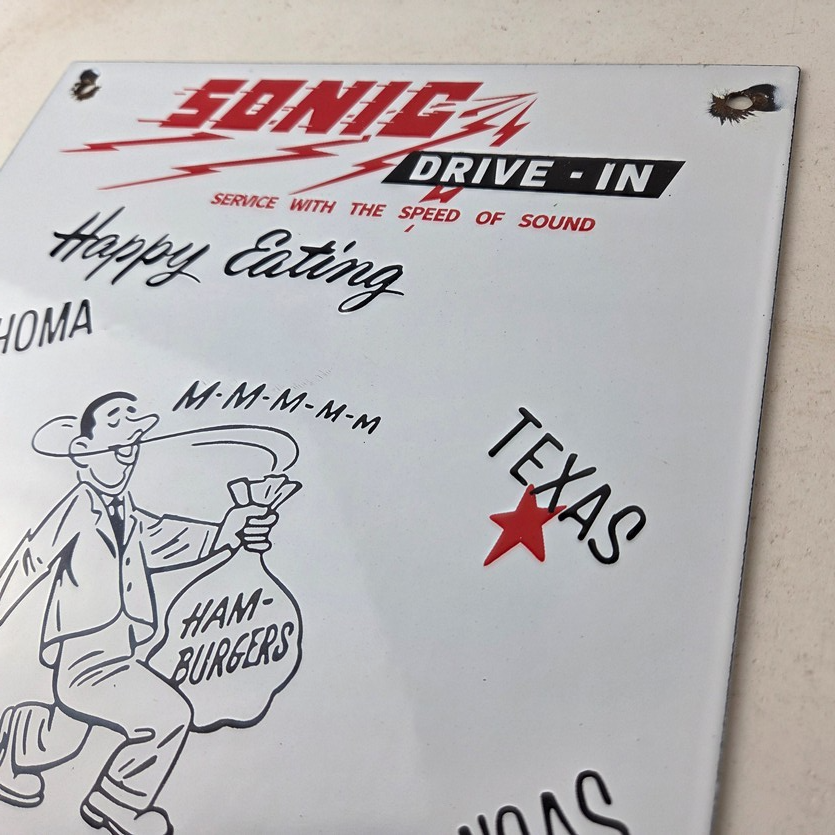 SONIC
DRIVE - IN
SERVICE WITH THE SPEED OF SOUND
Happy Eating
HOMA
M-M-M-M-M
TEXAS
HAM-
BURGERS